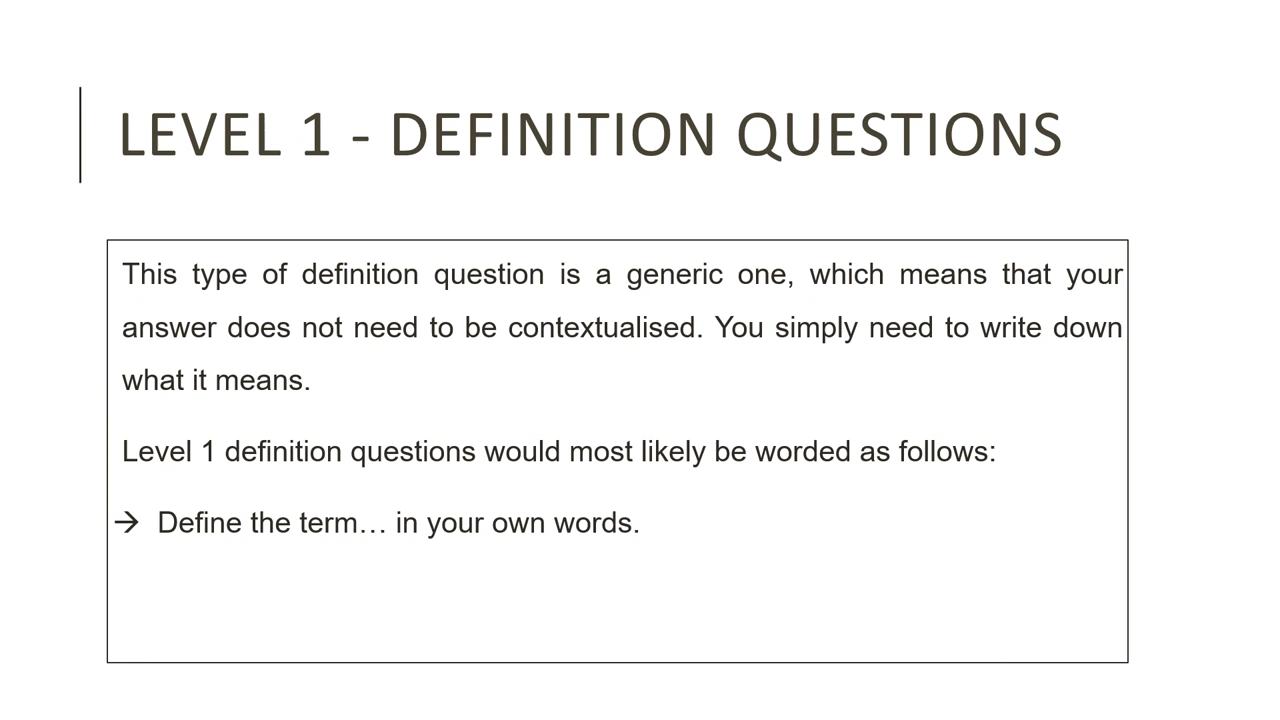 LEVEL 1 - DEFINITION QUESTIONS
This type of definition question is a generic one, which means that your
answer does not need to be contextualised. You simply need to write down
what it means.
Level 1 definition questions would most likely be worded as follows:
→ Define the term… in your own words.